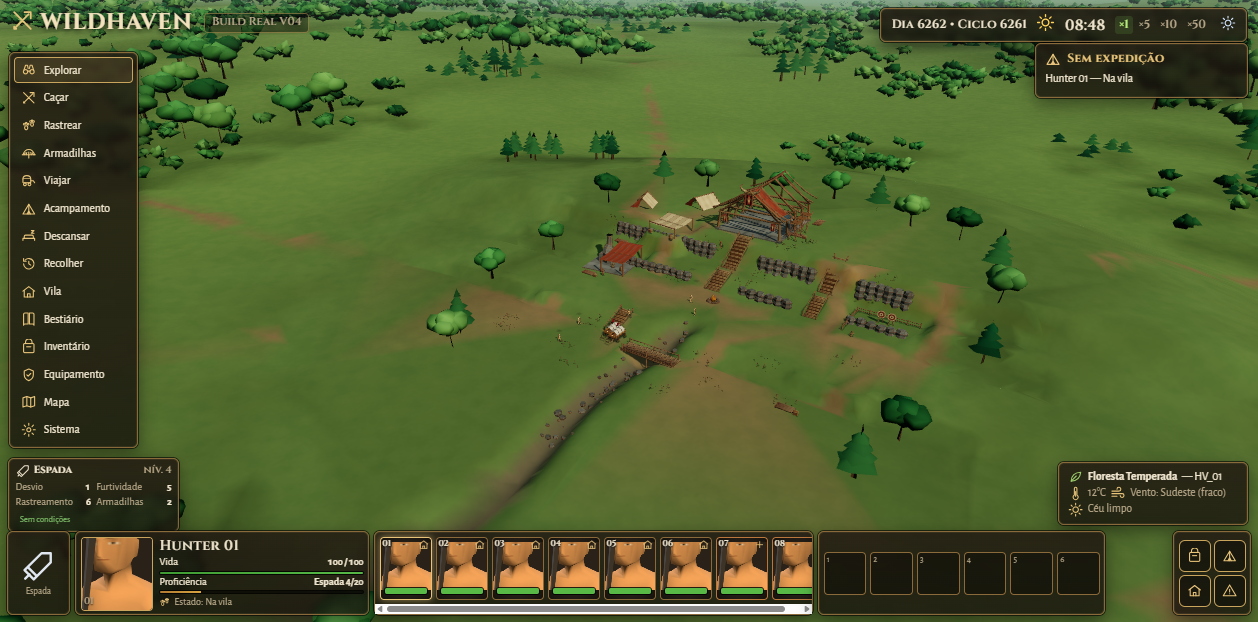 WILDHAVEN
BUILD REAL V04
DIA 6262 • CICLO 6261
08:48
×1
×5
×10
×50
SEM EXPEDIÇÃO
Hunter 01 — Na vila
Explorar
Caçar
Rastrear
Armadilhas
Viajar
Acampamento
Descansar
Recolher
Vila
Bestiário
Inventário
Equipamento
Mapa
Sistema
ESPADA NÍV. 4
Desvio 1 Furtividade 5
Rastreamento 6 Armadilhas 2
Sem condições
Floresta Temperada — HV_01
12°C Vento: Sudeste (fraco)
Céu limpo
Espada
01
HUNTER 01
Vida 100/100
Proficiência Espada 4/20
Estado: Na vila
01
02
03
04
05
06
07
08
1
2
3
4
5
6